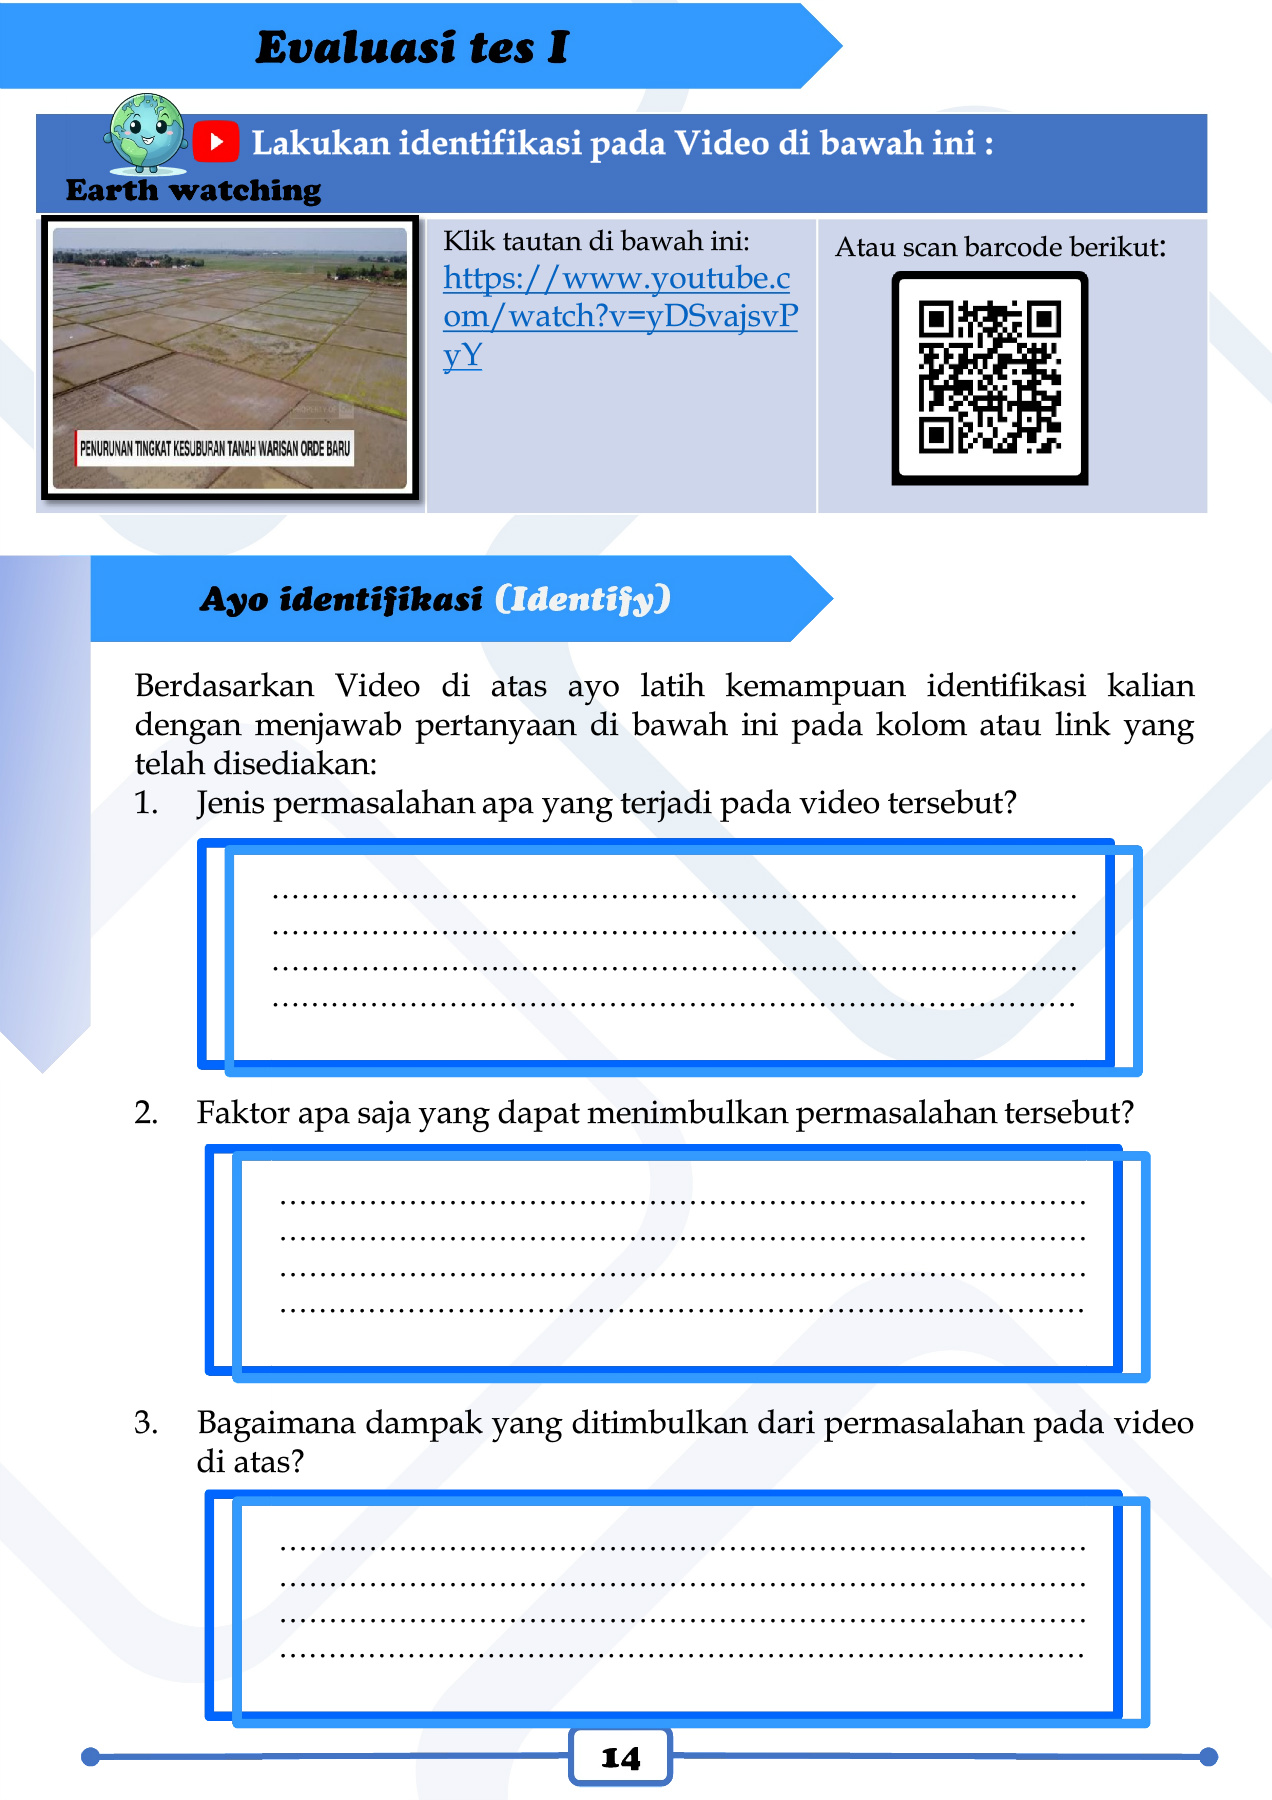 Evaluasi tes I
Lakukan identifikasi pada Video di bawah ini :
Earth watching
PENURUNAN TINGKAT KESUBURAN TANAH WARISAN ORDE BARU
Klik tautan di bawah ini:
https://www.youtube.c
om/watch?v=yDSvajsvP
yY
Atau scan barcode berikut:
Ayo identifikasi (Identify)
Berdasarkan Video di atas ayo latih kemampuan identifikasi kalian
dengan menjawab pertanyaan di bawah ini pada kolom atau link yang
telah disediakan:
1. Jenis permasalahan apa yang terjadi pada video tersebut?
2. Faktor apa saja yang dapat menimbulkan permasalahan tersebut?
3. Bagaimana dampak yang ditimbulkan dari permasalahan pada video
di atas?
14